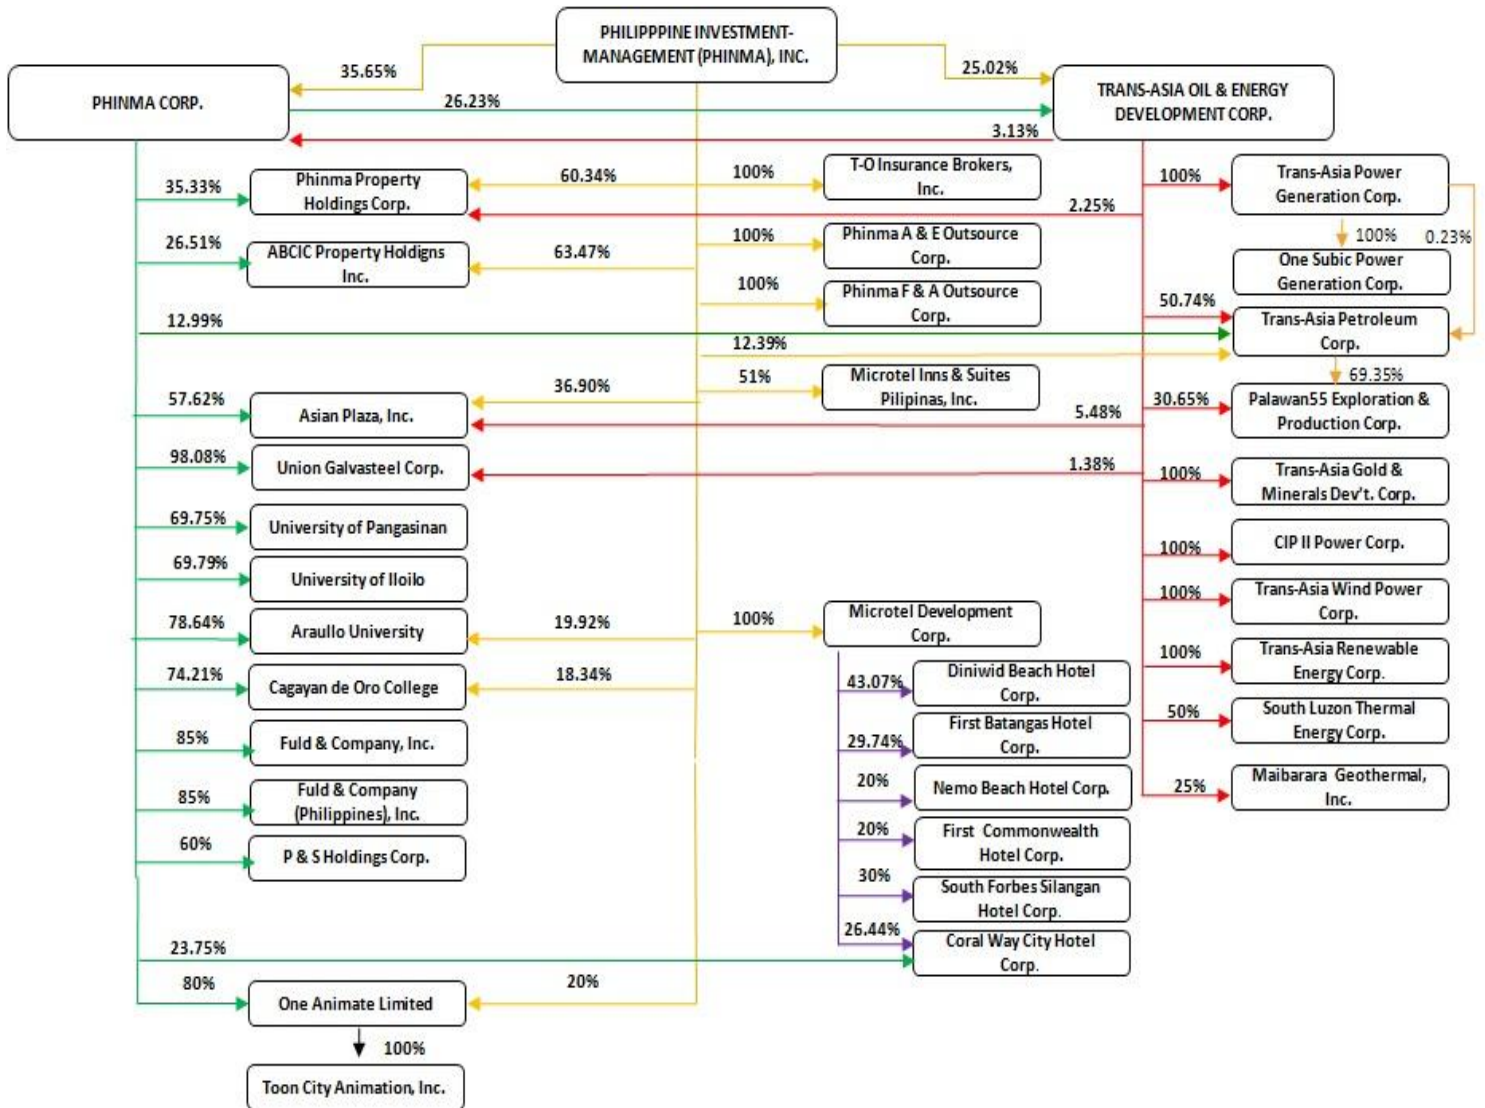 PHILIPPPINE INVESTMENT-
MANAGEMENT (PHINMA), INC.
35.65%
25.02%
PHINMA CORP.
26.23%
TRANS-ASIA OIL & ENERGY
DEVELOPMENT CORP.
3.13%
35.33%
Phinma Property
Holdings Corp.
60.34%
100%
T-O Insurance Brokers,
Inc.
100%
Trans-Asia Power
Generation Corp.
2.25%
26.51%
ABCIC Property Holdigns
Inc.
63.47%
100%
Phinma A & E Outsource
Corp.
100%
0.23%
One Subic Power
Generation Corp.
100%
Phinma F & A Outsource
Corp.
50.74%
Trans-Asia Petroleum
Corp.
12.99%
12.39%
69.35%
36.90%
51%
Microtel Inns & Suites
Pilipinas, Inc.
57.62%
Asian Plaza, Inc.
5.48%
30.65%
Palawan55 Exploration &
Production Corp.
98.08%
Union Galvasteel Corp.
1.38%
100%
Trans-Asia Gold &
Minerals Dev't. Corp.
69.75%
University of Pangasinan
100%
CIP II Power Corp.
69.79%
University of Iloilo
100%
Trans-Asia Wind Power
Corp.
78.64%
Araullo University
19.92%
100%
Microtel Development
Corp.
100%
Trans-Asia Renewable
Energy Corp.
74.21%
Cagayan de Oro College
18.34%
43.07%
Diniwid Beach Hotel
Corp.
50%
South Luzon Thermal
Energy Corp.
85%
Fuld & Company, Inc.
29.74%
First Batangas Hotel
Corp.
25%
Maibarara Geothermal,
Inc.
85%
Fuld & Company
(Philippines), Inc.
20%
Nemo Beach Hotel Corp.
60%
P & S Holdings Corp.
20%
First Commonwealth
Hotel Corp.
30%
South Forbes Silangan
Hotel Corp.
23.75%
26.44%
Coral Way City Hotel
Corp.
80%
One Animate Limited
20%
100%
Toon City Animation, Inc.